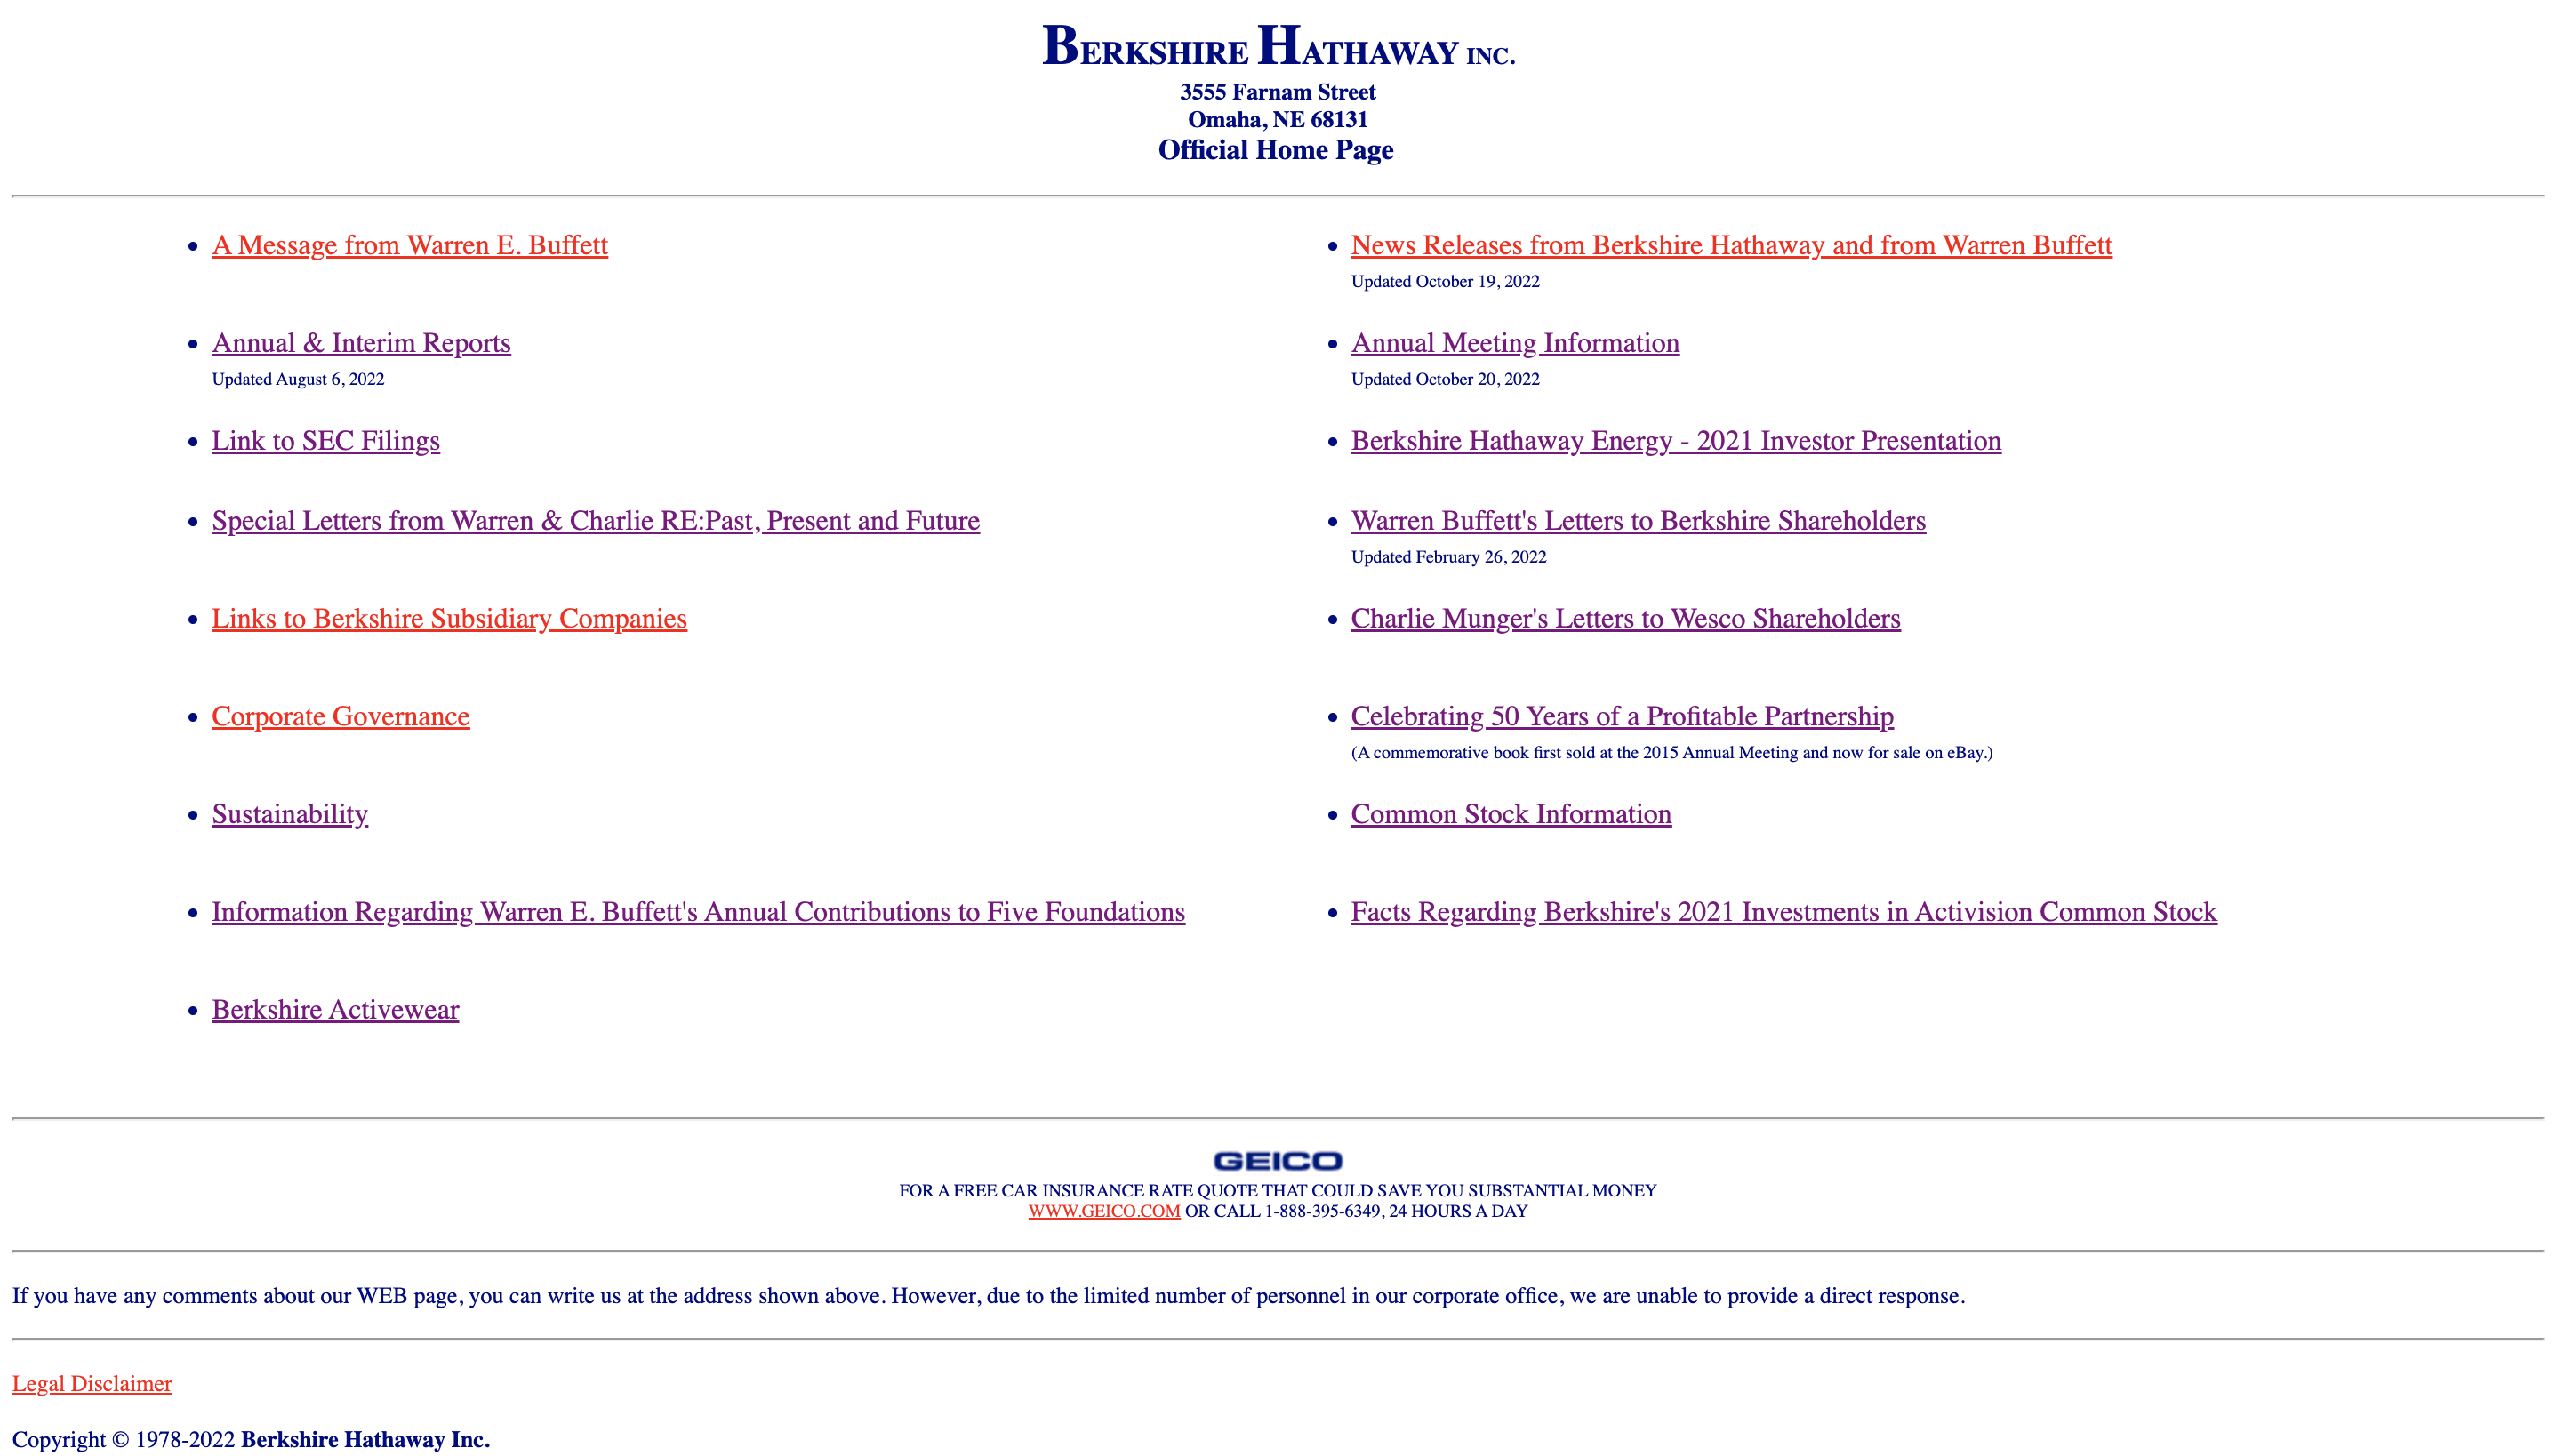 BERKSHIRE HATHAWAY INC.
3555 Farnam Street
Omaha, NE 68131
Official Home Page
A Message from Warren E. Buffett
News Releases from Berkshire Hathaway and from Warren Buffett
Updated October 19, 2022
Annual & Interim Reports
Updated August 6, 2022
Annual Meeting Information
Updated October 20, 2022
Link to SEC Filings
Berkshire Hathaway Energy - 2021 Investor Presentation
Special Letters from Warren & Charlie RE:Past, Present and Future
Warren Buffett's Letters to Berkshire Shareholders
Updated February 26, 2022
Links to Berkshire Subsidiary Companies
Charlie Munger's Letters to Wesco Shareholders
Corporate Governance
Celebrating 50 Years of a Profitable Partnership
(A commemorative book first sold at the 2015 Annual Meeting and now for sale on eBay.)
Sustainability
Common Stock Information
Information Regarding Warren E. Buffett's Annual Contributions to Five Foundations
Facts Regarding Berkshire's 2021 Investments in Activision Common Stock
Berkshire Activewear
GEICO
FOR A FREE CAR INSURANCE RATE QUOTE THAT COULD SAVE YOU SUBSTANTIAL MONEY
WWW.GEICO.COM OR CALL 1-888-395-6349, 24 HOURS A DAY
If you have any comments about our WEB page, you can write us at the address shown above. However, due to the limited number of personnel in our corporate office, we are unable to provide a direct response.
Legal Disclaimer
Copyright © 1978-2022 Berkshire Hathaway Inc.